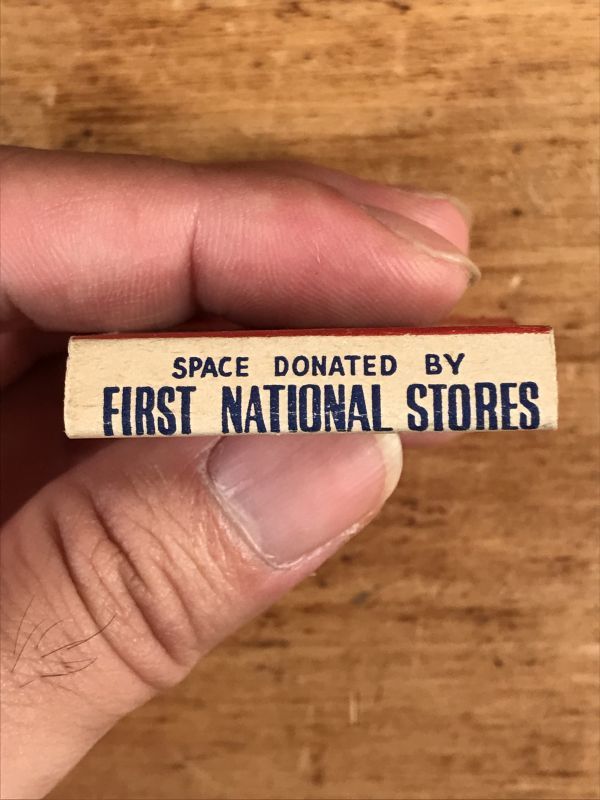 SPACE DONATED BY
FIRST NATIONAL STORES